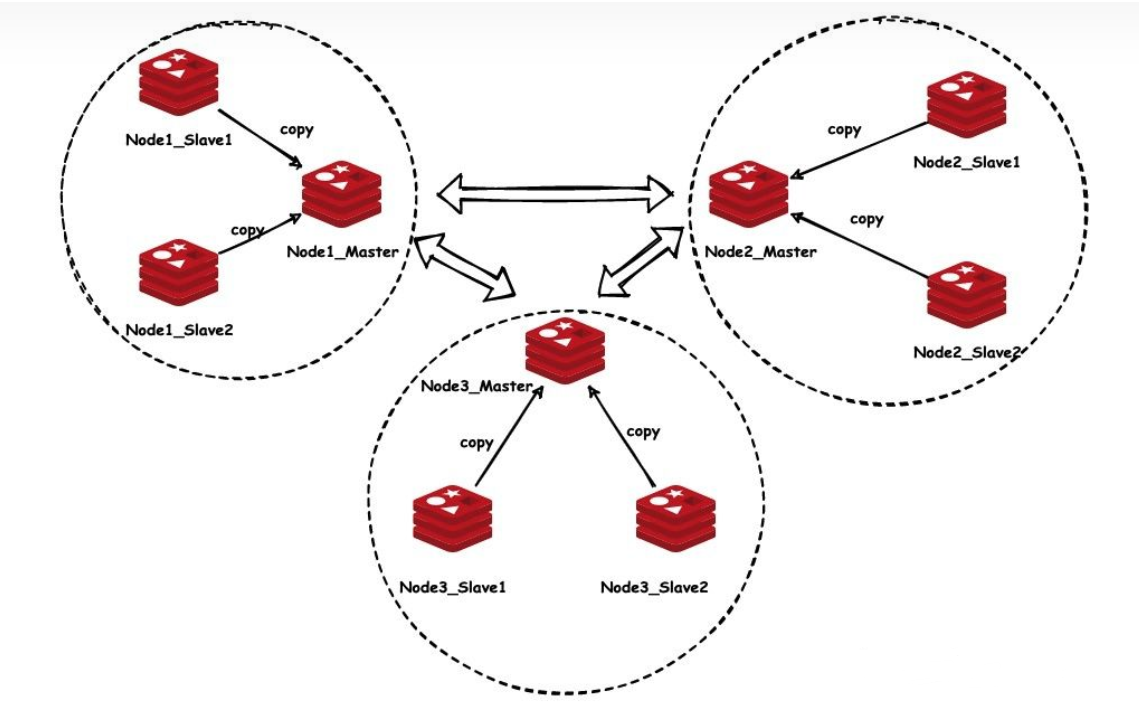 Node1_Slave1
copy
Node1_Master
copy
Node1_Slave2
Node2_Slave1
copy
Node2_Master
copy
Node2_Slave2
Node3_Master
copy
copy
Node3_Slave1
Node3_Slave2